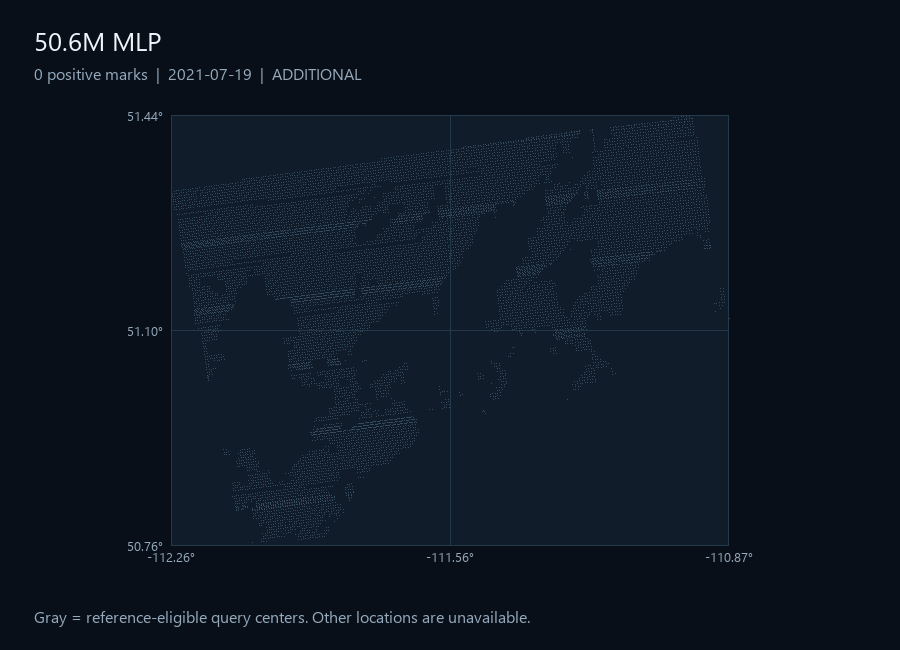 50.6M MLP
0 positive marks | 2021-07-19 | ADDITIONAL
51.44°
51.10°
50.76°
-112.26° -111.56° -110.87°
Gray = reference-eligible query centers. Other locations are unavailable.